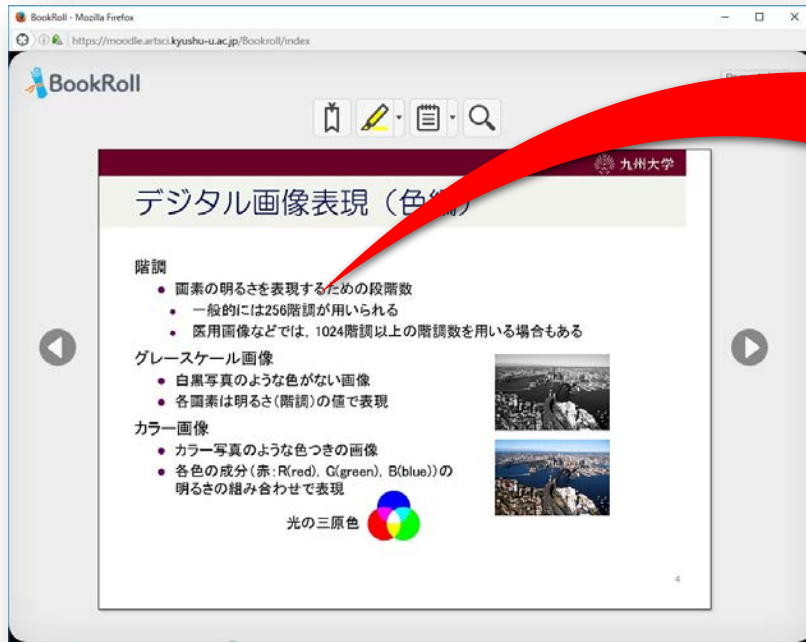 BookRoll - Mozilla Firefox
https://moodle.artsci.kyushu-u.ac.jp/Bookroll/index
BookRoll
九州大学
デジタル画像表現（色編）
階調
● 画素の明るさを表現するための段階数
● 一般的には256階調が用いられる
● 医用画像などでは，1024階調以上の階調数を用いる場合もある
グレースケール画像
● 白黒写真のような色がない画像
● 各画素は明るさ（階調）の値で表現
カラー画像
● カラー写真のような色つきの画像
● 各色の成分（赤：R(red)，G(green)，B(blue)）の
明るさの組み合わせで表現
光の三原色
4